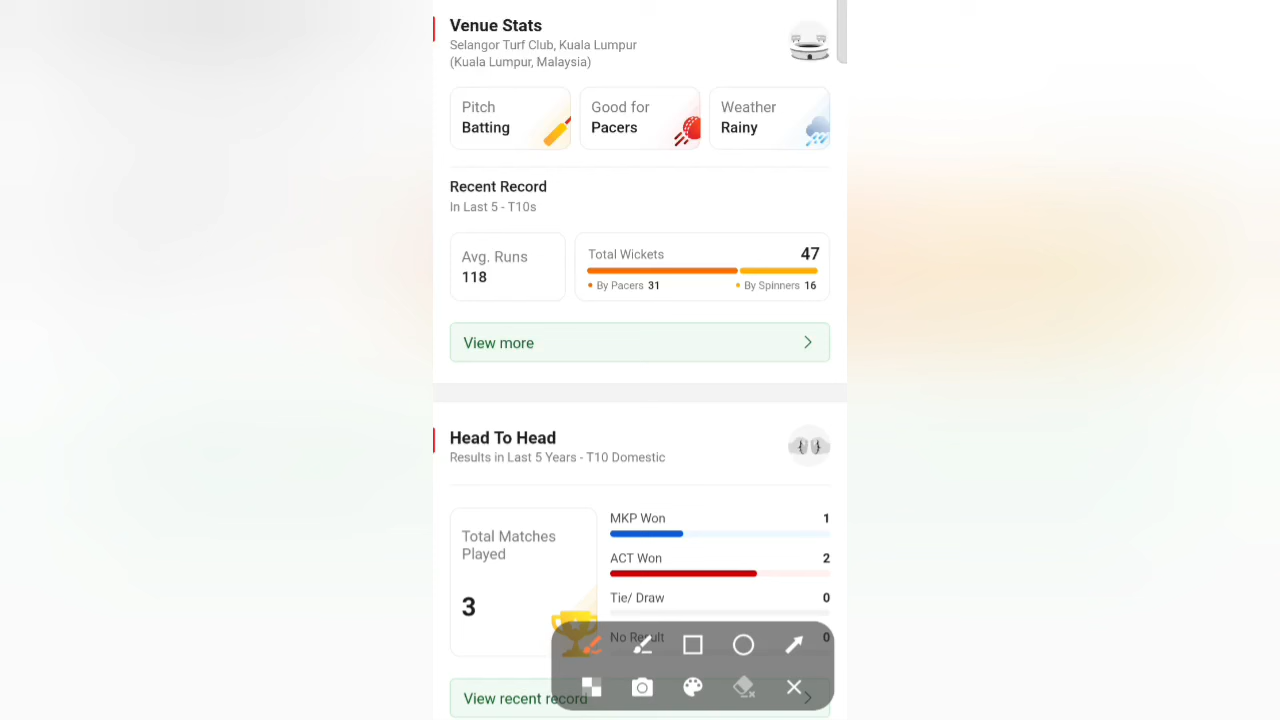 Venue Stats
Selangor Turf Club, Kuala Lumpur
(Kuala Lumpur, Malaysia)
Pitch
Batting
Good for
Pacers
Weather
Rainy
Recent Record
In Last 5 - T10s
Avg. Runs
118
Total Wickets 47
By Pacers 31 By Spinners 16
View more
Head To Head
Results in Last 5 Years - T10 Domestic
Total Matches
Played
3
MKP Won 1
ACT Won 2
Tie/ Draw 0
No Result 0
View recent record